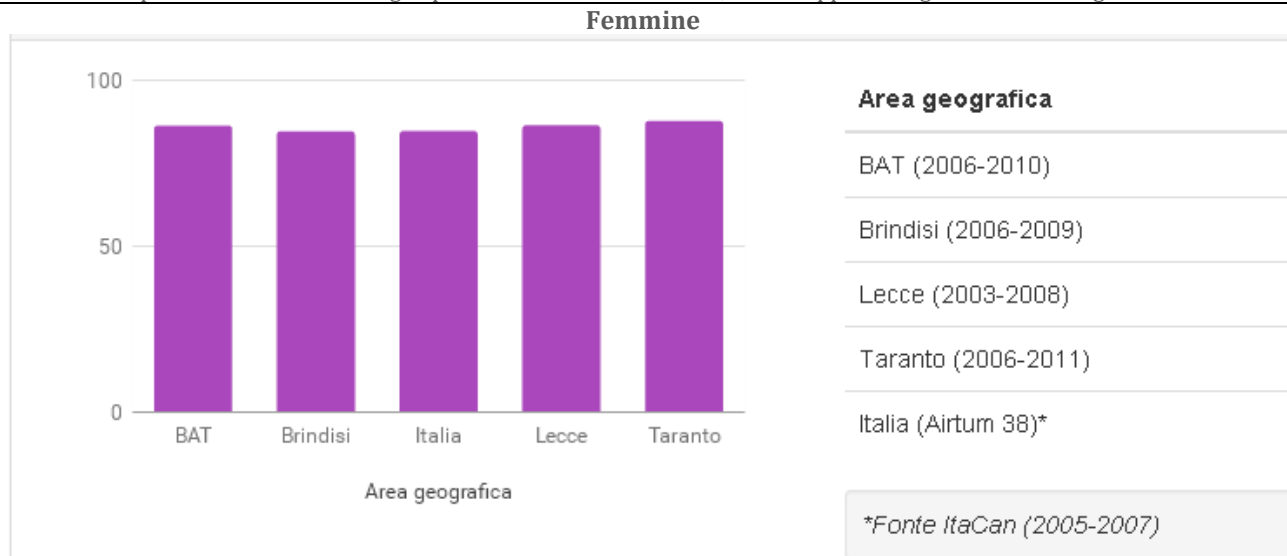 Femmine
100
50
0
BAT Brindisi Italia Lecce Taranto
Area geografica
Area geografica
BAT (2006-2010)
Brindisi (2006-2009)
Lecce (2003-2008)
Taranto (2006-2011)
Italia (Airtum 38)*
*Fonte ItaCan (2005-2007)